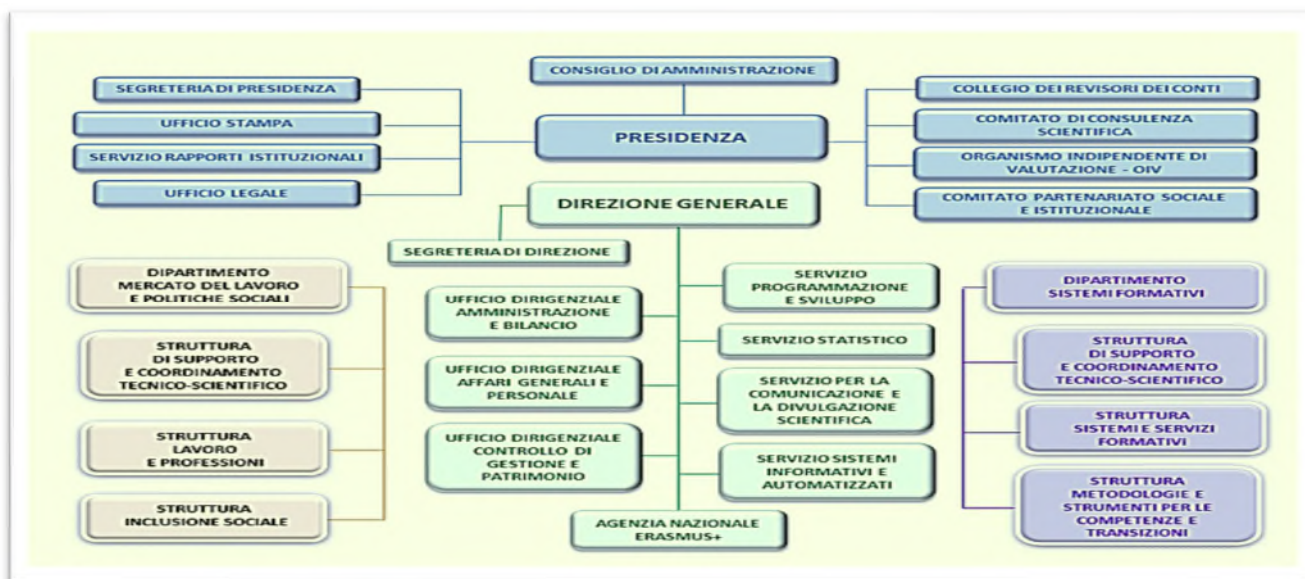 CONSIGLIO DI AMMINISTRAZIONE
SEGRETERIA DI PRESIDENZA
UFFICIO STAMPA
SERVIZIO RAPPORTI ISTITUZIONALI
UFFICIO LEGALE
PRESIDENZA
COLLEGIO DEI REVISORI DEI CONTI
COMITATO DI CONSULENZA
SCIENTIFICA
ORGANISMO INDIPENDENTE DI
VALUTAZIONE - OIV
COMITATO PARTENARIATO SOCIALE
E ISTITUZIONALE
DIREZIONE GENERALE
SEGRETERIA DI DIREZIONE
DIPARTIMENTO
MERCATO DEL LAVORO
E POLITICHE SOCIALI
STRUTTURA
DI SUPPORTO
E COORDINAMENTO
TECNICO-SCIENTIFICO
STRUTTURA
LAVORO
E PROFESSIONI
STRUTTURA
INCLUSIONE SOCIALE
UFFICIO DIRIGENZIALE
AMMINISTRAZIONE
E BILANCIO
UFFICIO DIRIGENZIALE
AFFARI GENERALI E
PERSONALE
UFFICIO DIRIGENZIALE
CONTROLLO DI
GESTIONE E
PATRIMONIO
SERVIZIO
PROGRAMMAZIONE
E SVILUPPO
SERVIZIO STATISTICO
SERVIZIO PER LA
COMUNICAZIONE E
LA DIVULGAZIONE
SCIENTIFICA
SERVIZIO SISTEMI
INFORMATIVI E
AUTOMATIZZATI
AGENZIA NAZIONALE
ERASMUS+
DIPARTIMENTO
SISTEMI FORMATIVI
STRUTTURA
DI SUPPORTO
E COORDINAMENTO
TECNICO-SCIENTIFICO
STRUTTURA
SISTEMI E SERVIZI
FORMATIVI
STRUTTURA
METODOLOGIE E
STRUMENTI PER LE
COMPETENZE E
TRANSIZIONI